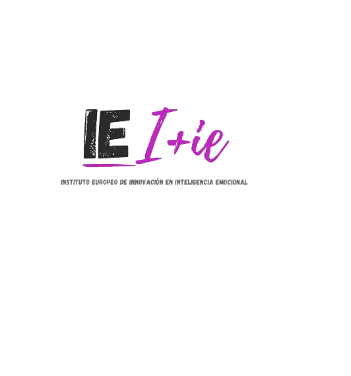 IE I+ie
INSTITUTO EUROPEO DE INNOVACIÓN EN INTELIGENCIA EMOCIONAL